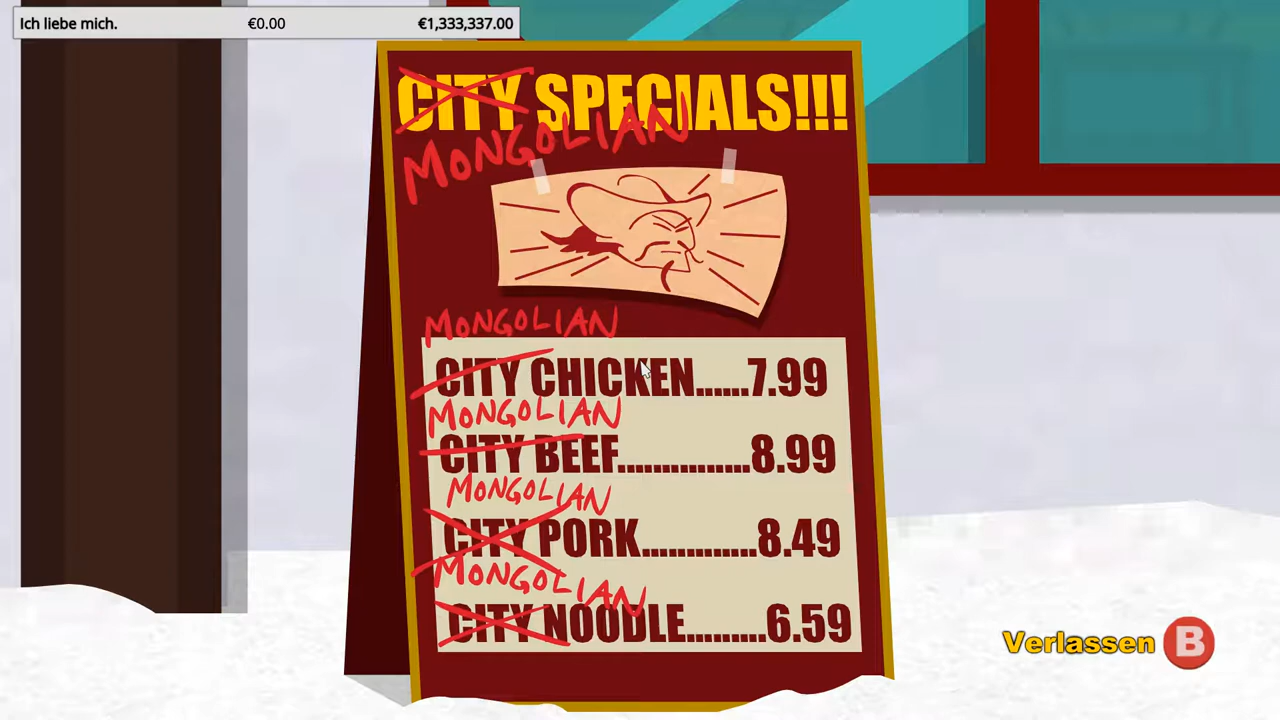 Ich liebe mich. €0.00 €1,333,337.00
CITY SPECIALS!!!
MONGOLIAN
MONGOLIAN
CITY CHICKEN......7.99
MONGOLIAN
CITY BEEF...............8.99
MONGOLIAN
CITY PORK.............8.49
MONGOLIAN
CITY NOODLE.........6.59
Verlassen B